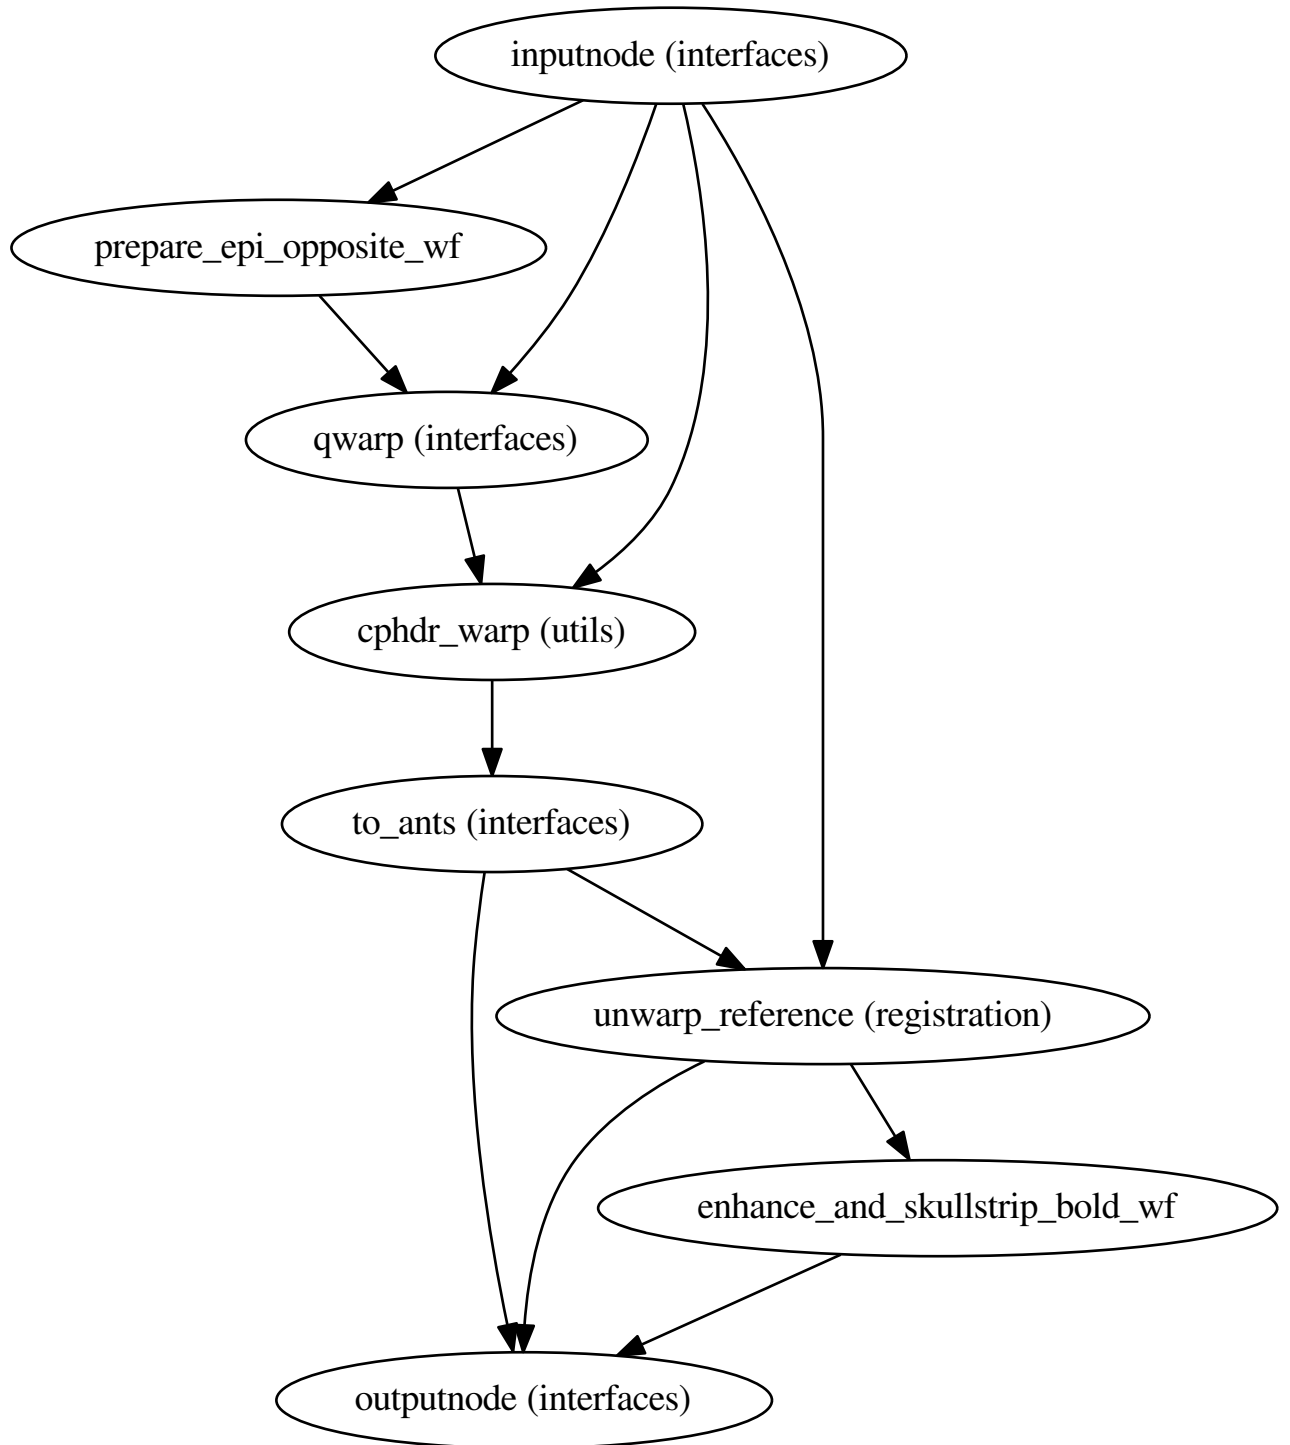 inputnode (interfaces)
prepare_epi_opposite_wf
qwarp (interfaces)
cphdr_warp (utils)
to_ants (interfaces)
unwarp_reference (registration)
enhance_and_skullstrip_bold_wf
outputnode (interfaces)